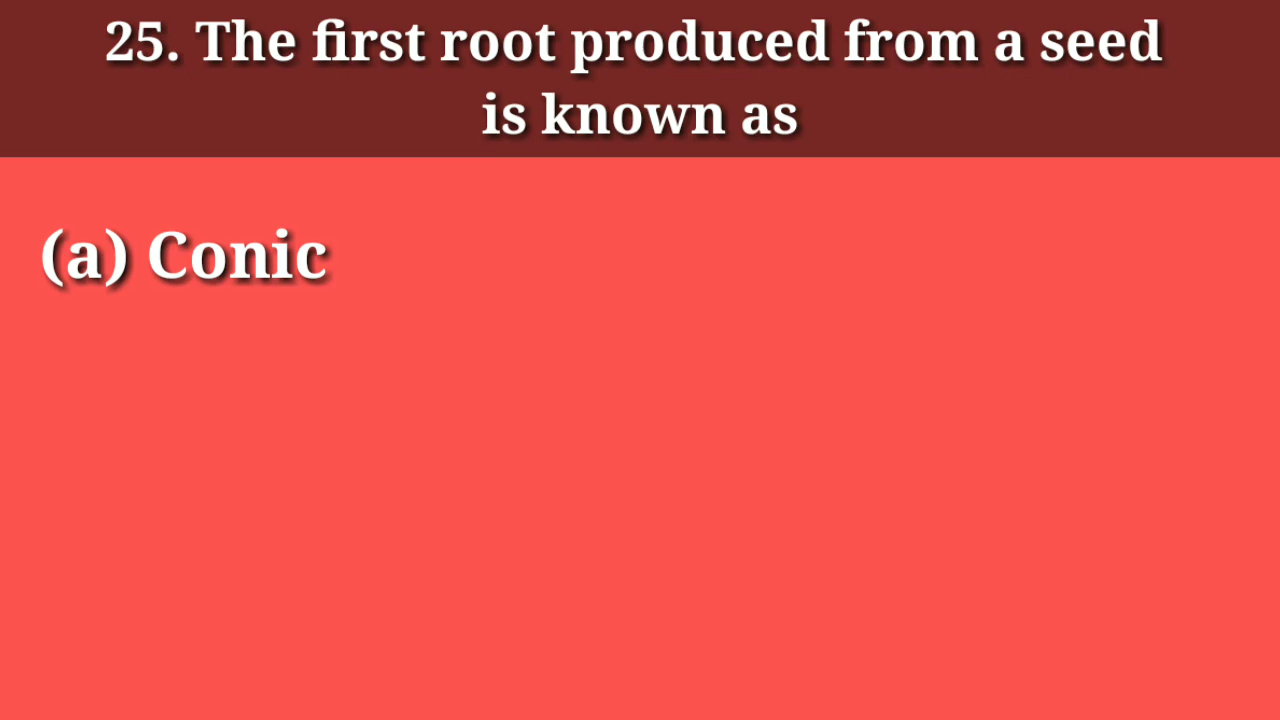 25. The first root produced from a seed
is known as
(a) Conic